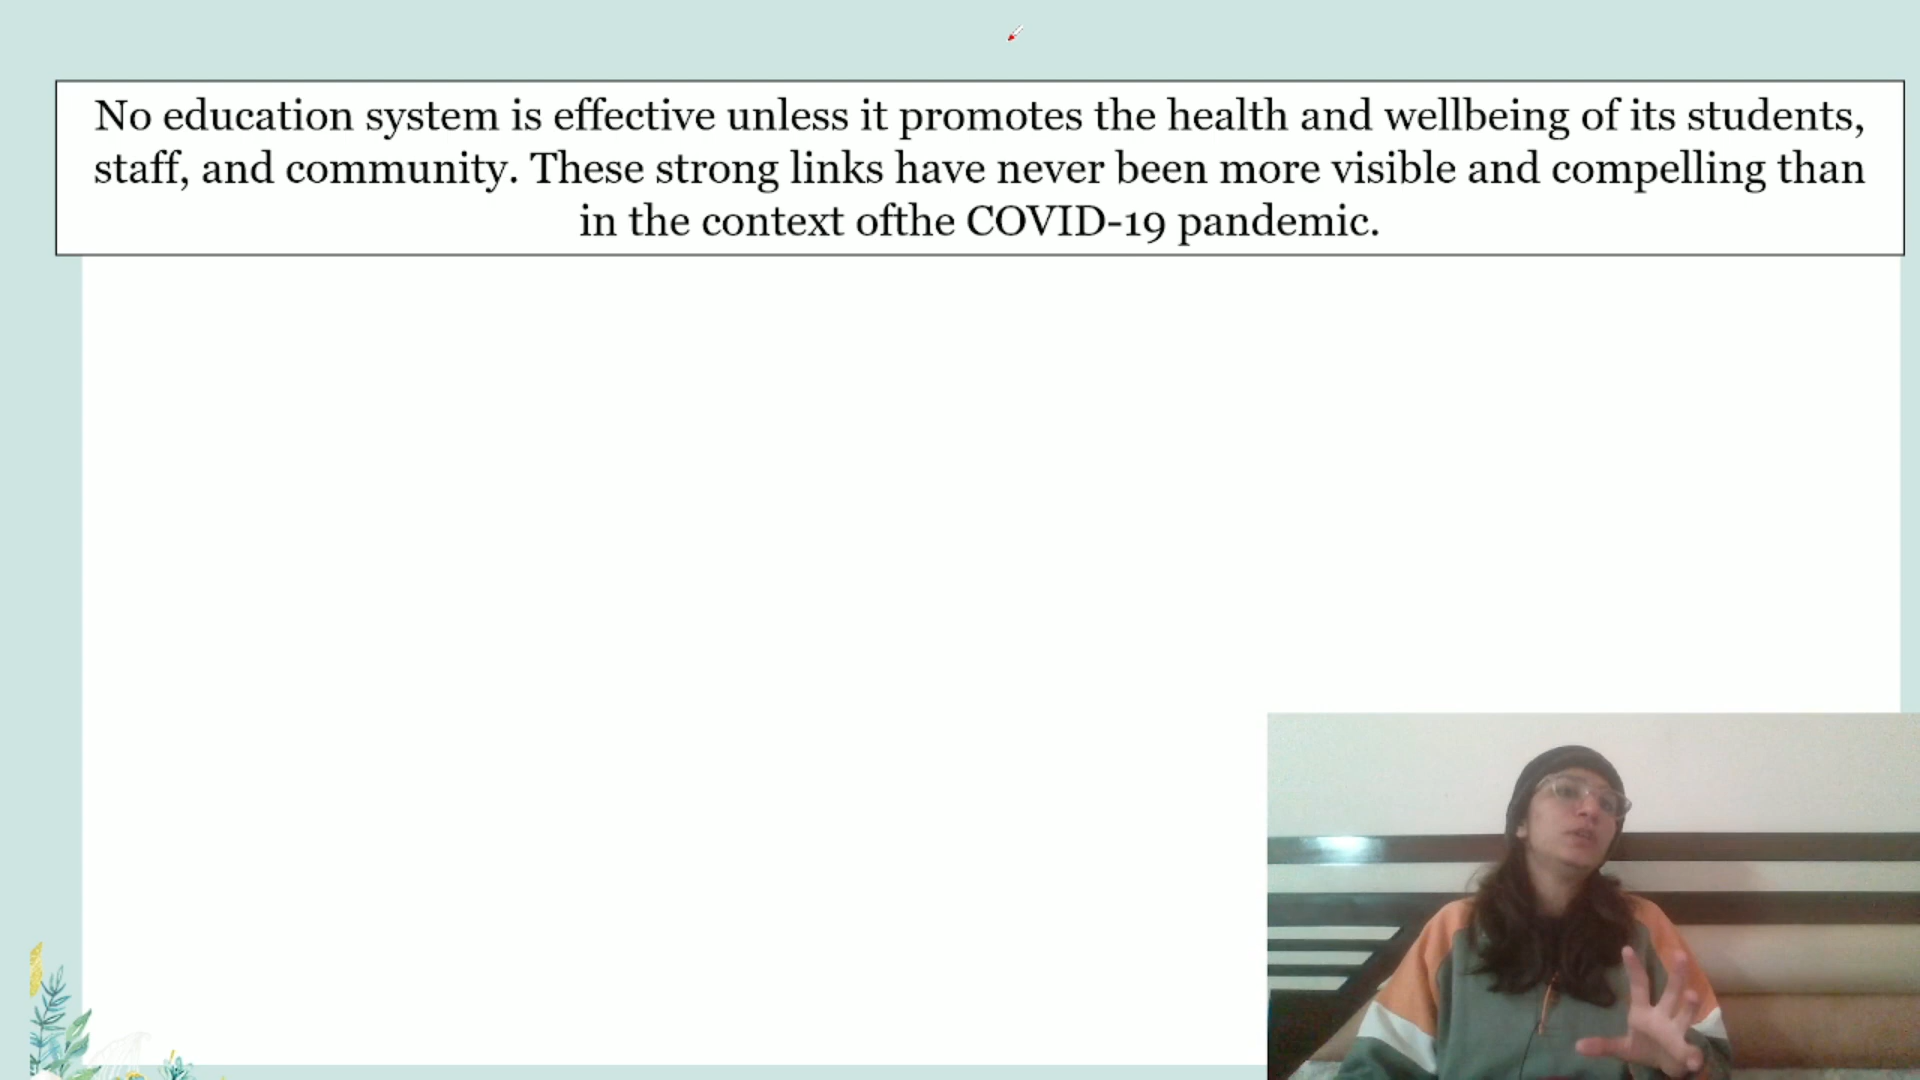 No education system is effective unless it promotes the health and wellbeing of its students,
staff, and community. These strong links have never been more visible and compelling than
in the context ofthe COVID-19 pandemic.